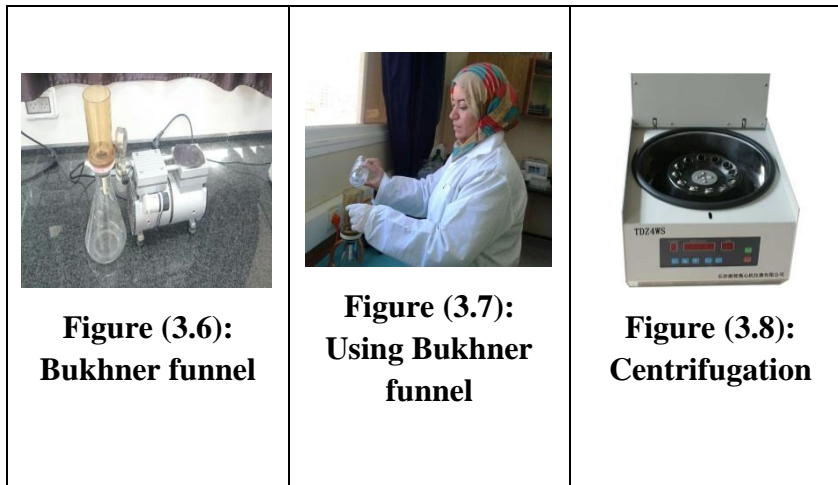 Figure (3.6):
Bukhner funnel
Figure (3.7):
Using Bukhner
funnel
TDZ4WS
Figure (3.8):
Centrifugation